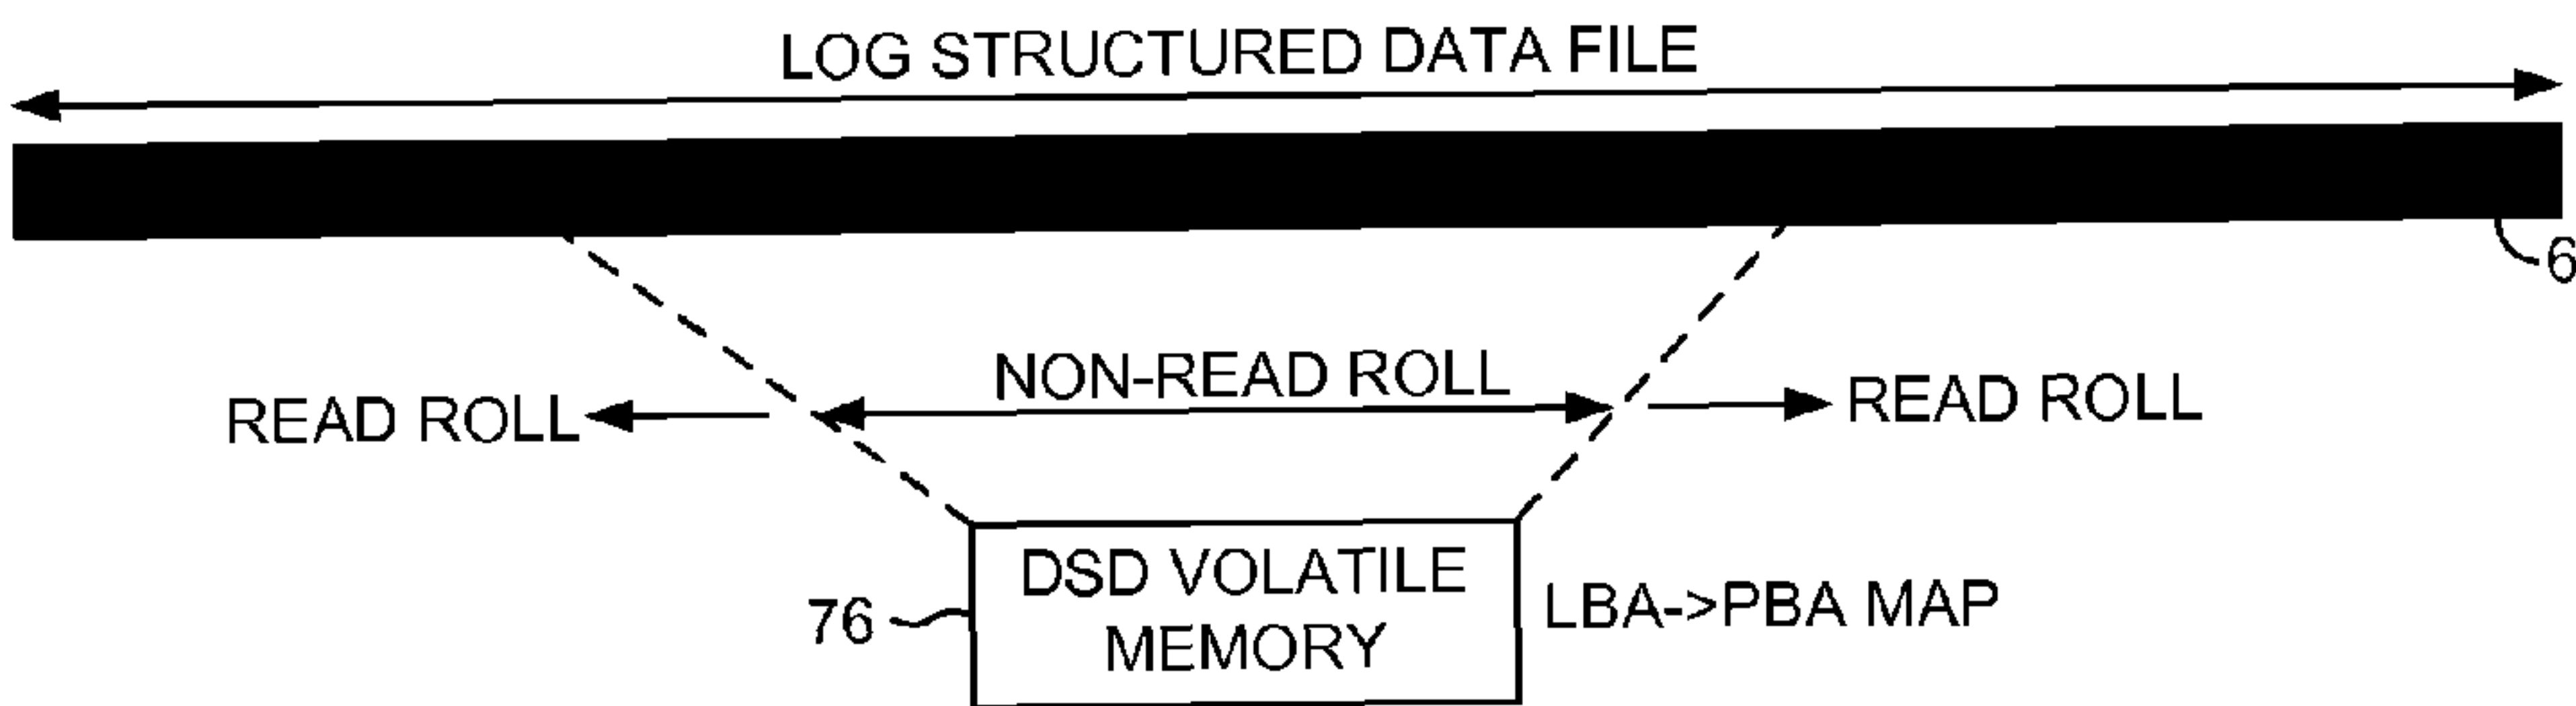 LOG STRUCTURED DATA FILE
6
NON-READ ROLL
READ ROLL
READ ROLL
DSD VOLATILE
MEMORY
76
LBA->PBA MAP